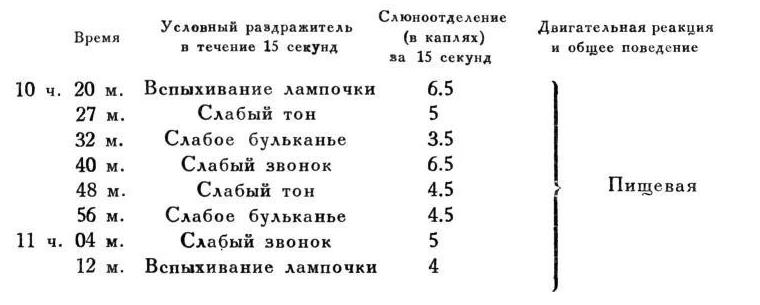 Время Условный раздражитель в течение 15 секунд Слюноотделение (в каплях) за 15 секунд Двигательная реакция и общее поведение
10 ч. 20 м. Вспыхивание лампочки 6.5
27 м. Слабый тон 5
32 м. Слабое бульканье 3.5
40 м. Слабый звонок 6.5
48 м. Слабый тон 4.5 Пищевая
56 м. Слабое бульканье 4.5
11 ч. 04 м. Слабый звонок 5
12 м. Вспыхивание лампочки 4